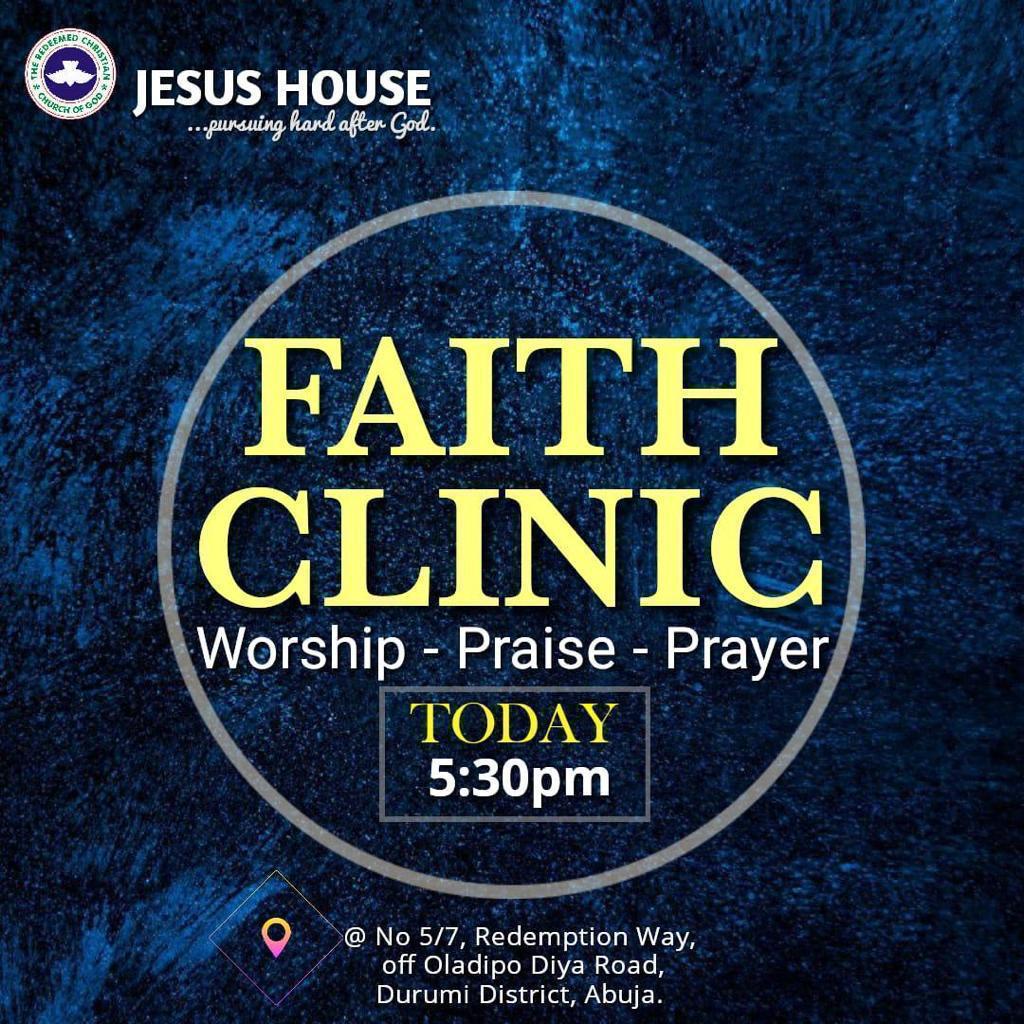 THE REDEEMED CHRISTIAN
CHURCH OF GOD
JESUS HOUSE
...pursuing hard after God.
FAITH
CLINIC
Worship - Praise - Prayer
TODAY
5:30pm
@ No 5/7, Redemption Way,
off Oladipo Diya Road,
Durumi District, Abuja.